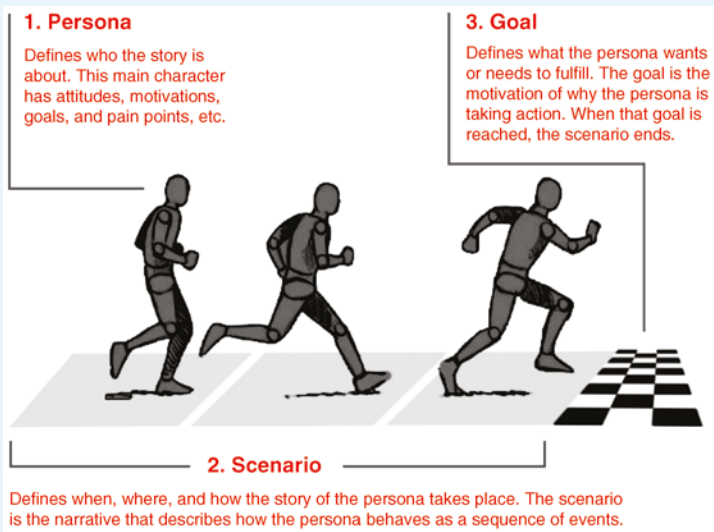 1. Persona
Defines who the story is
about. This main character
has attitudes, motivations,
goals, and pain points, etc.
3. Goal
Defines what the persona wants
or needs to fulfill. The goal is the
motivation of why the persona is
taking action. When that goal is
reached, the scenario ends.
2. Scenario
Defines when, where, and how the story of the persona takes place. The scenario
is the narrative that describes how the persona behaves as a sequence of events.